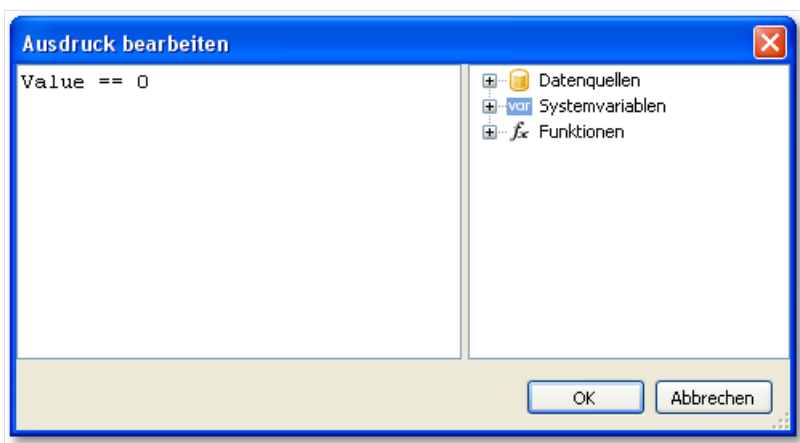 Ausdruck bearbeiten
Value == 0
Datenquellen
var Systemvariablen
fx Funktionen
OK
Abbrechen